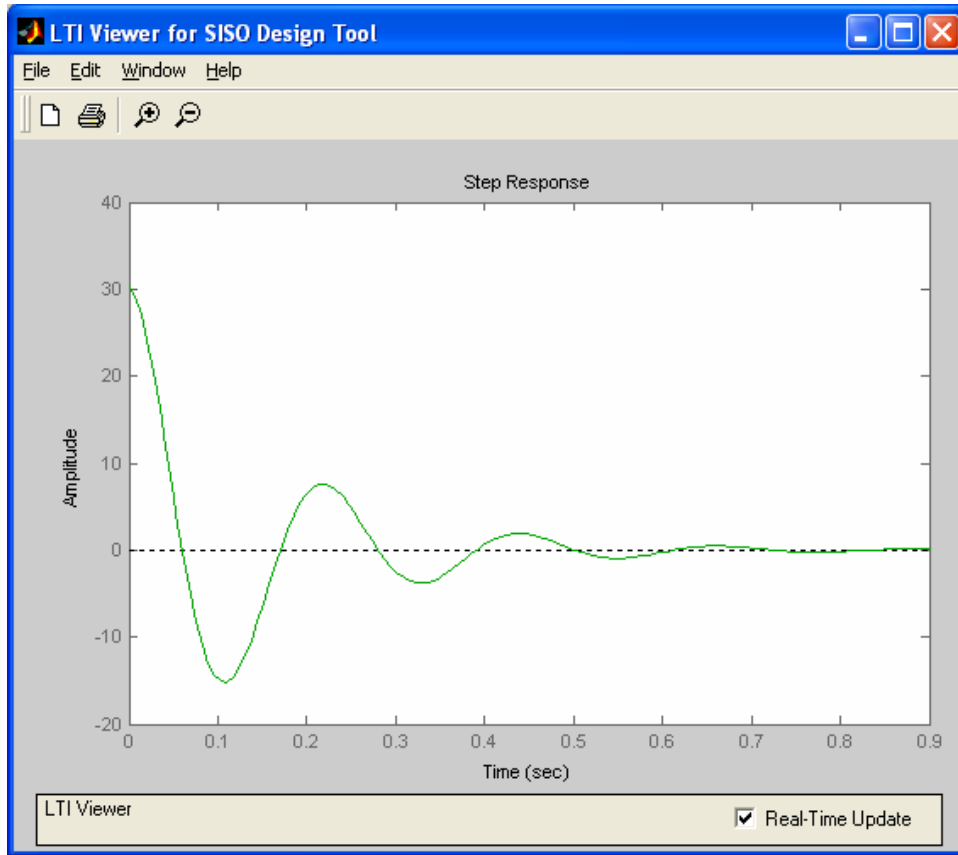 LTI Viewer for SISO Design Tool
File Edit Window Help
Step Response
40
30
20
10
0
-10
-20
Amplitude
0 0.1 0.2 0.3 0.4 0.5 0.6 0.7 0.8 0.9
Time (sec)
LTI Viewer
Real-Time Update